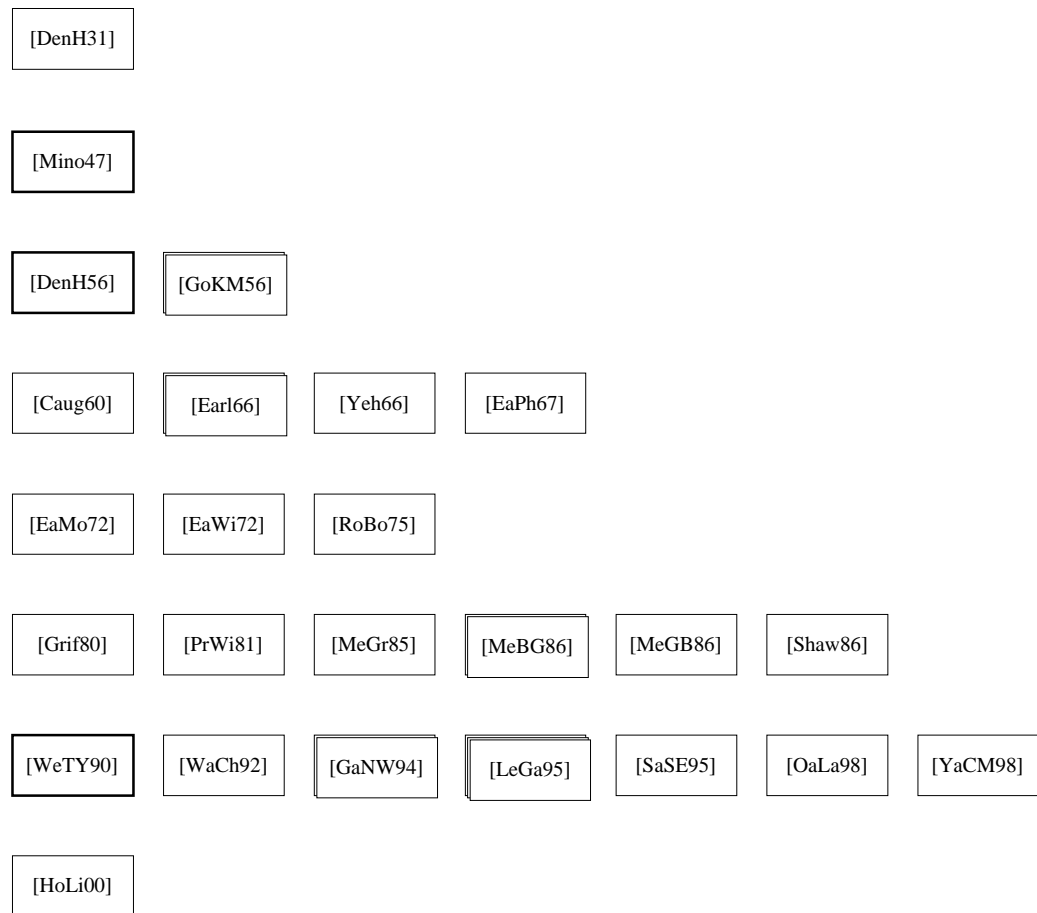 [DenH31]
[Mino47]
[DenH56] [GoKM56]
[Caug60] [Earl66] [Yeh66] [EaPh67]
[EaMo72] [EaWi72] [RoBo75]
[Grif80] [PrWi81] [MeGr85] [MeBG86] [MeGB86] [Shaw86]
[WeTY90] [WaCh92] [GaNW94] [LeGa95] [SaSE95] [OaLa98] [YaCM98]
[HoLi00]